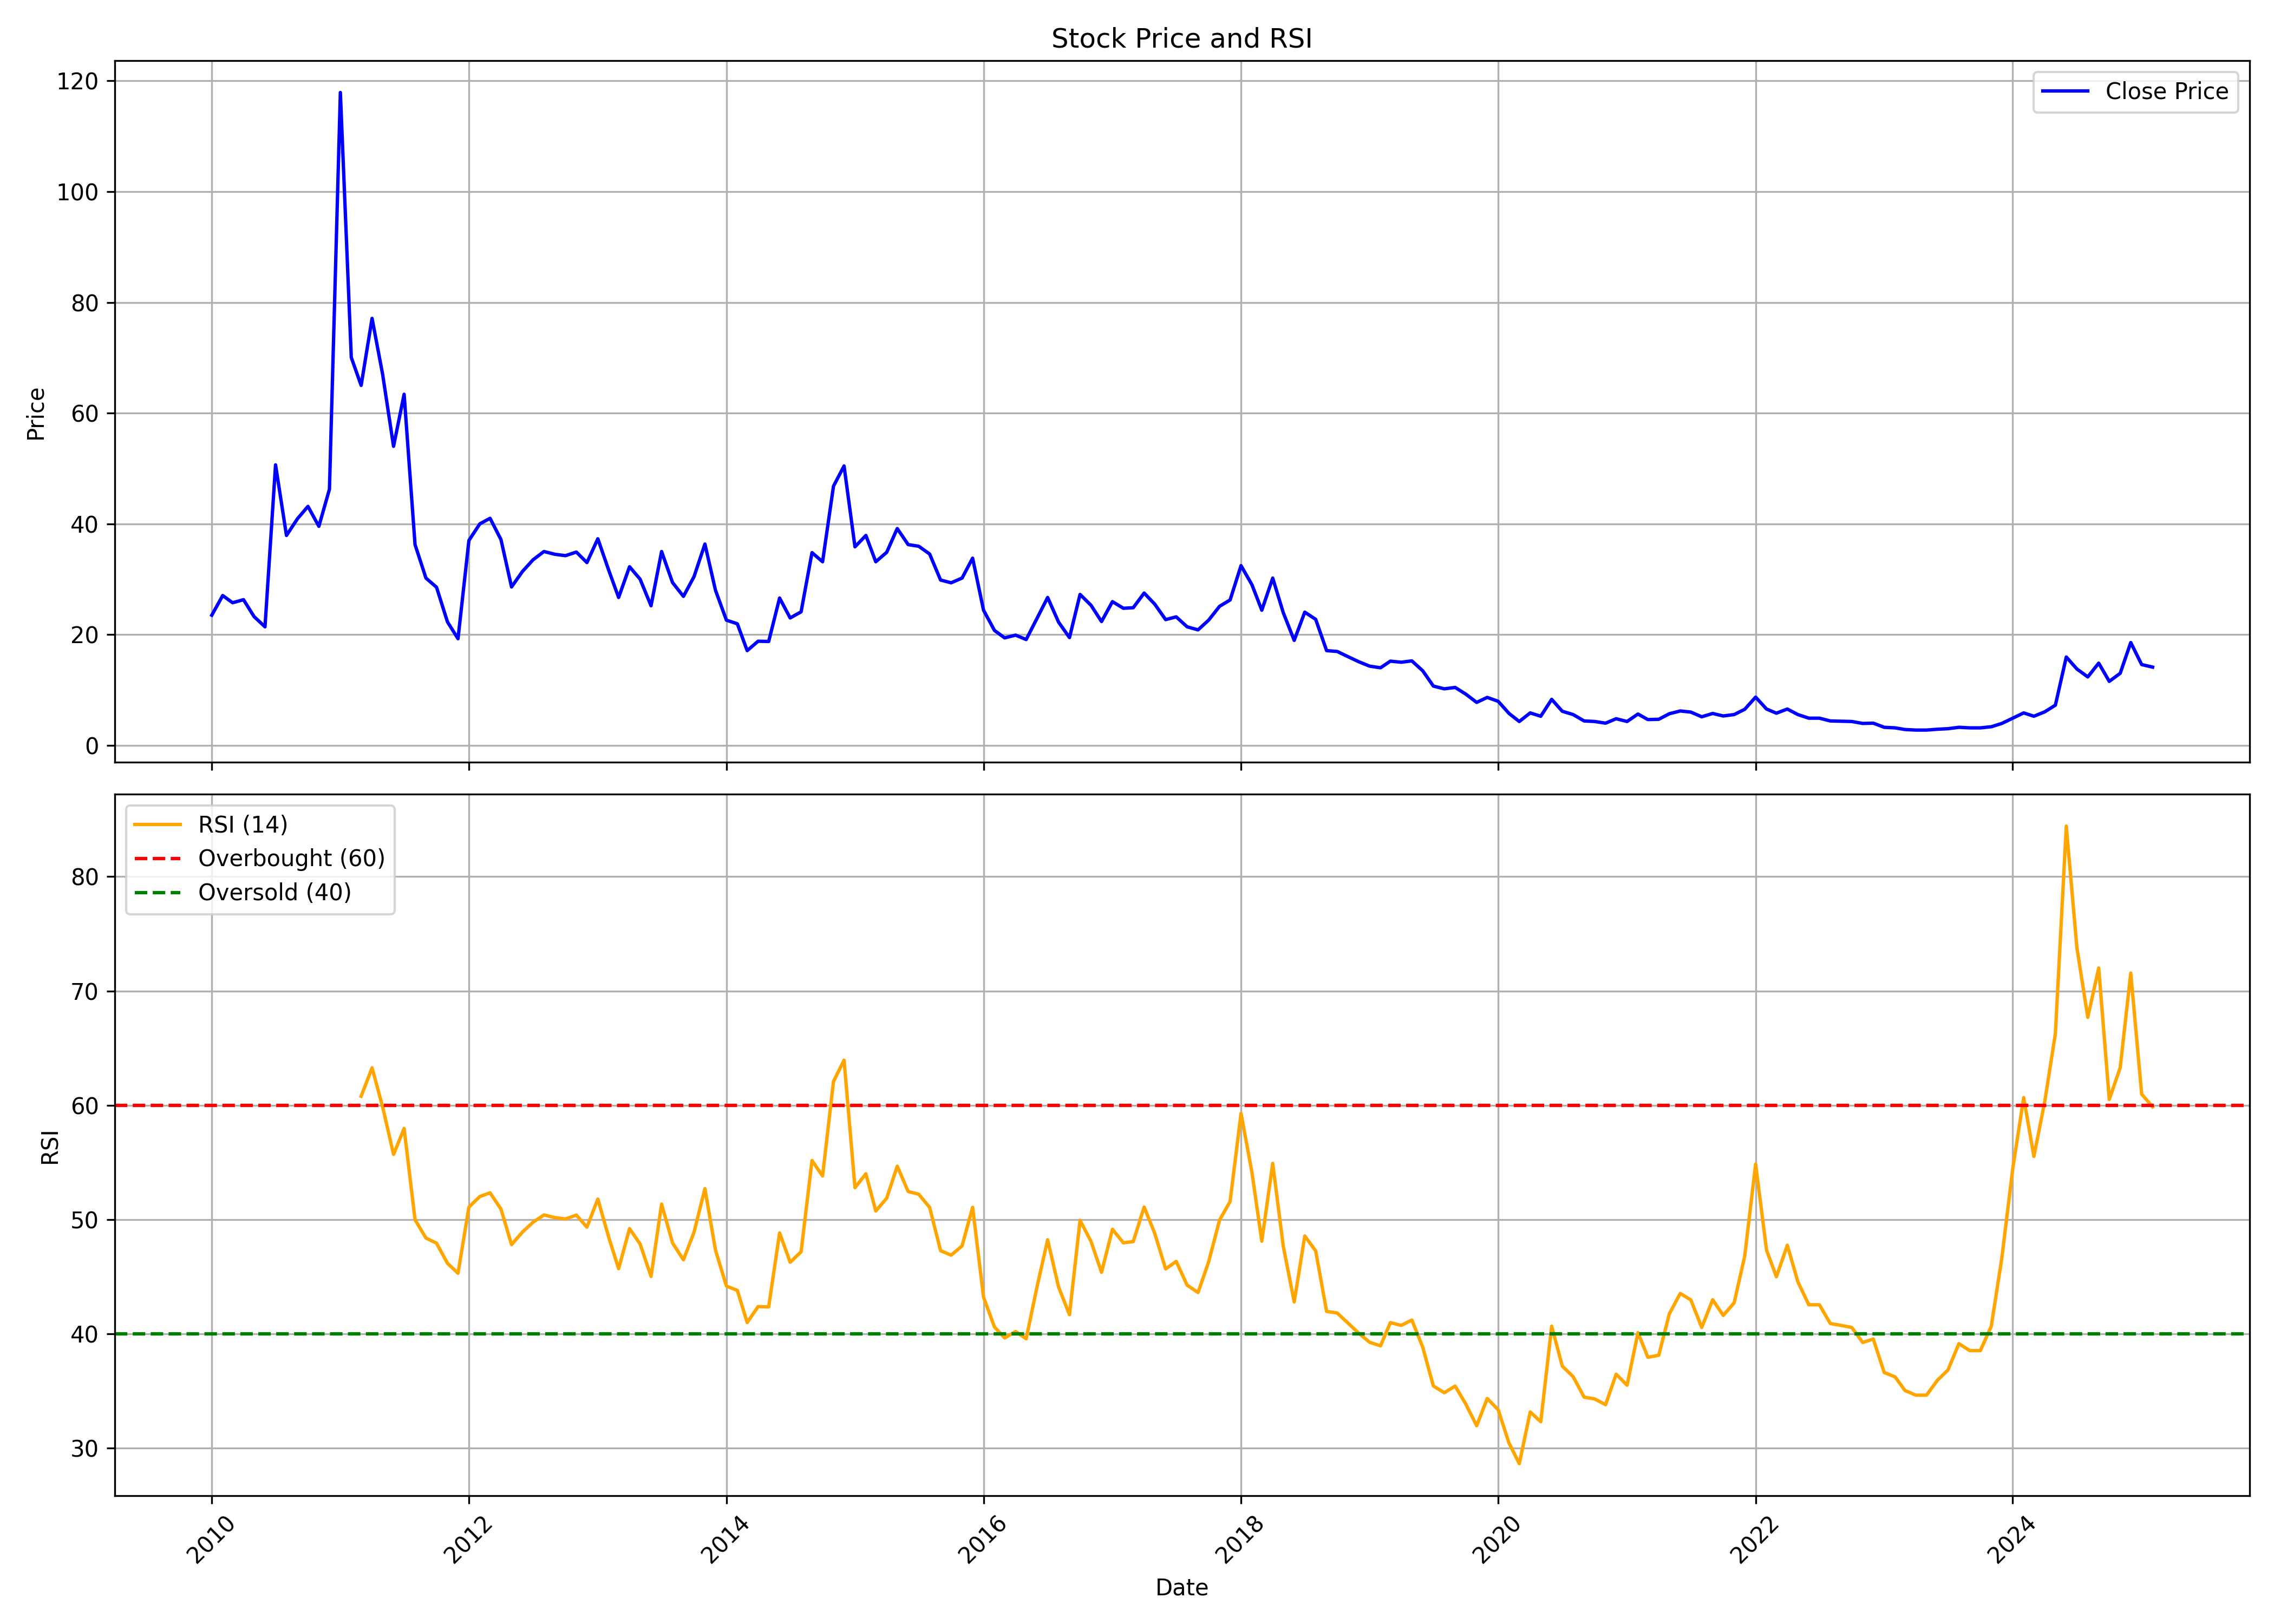 Stock Price and RSI
120
100
80
60
40
20
0
Price
Close Price
RSI (14)
Overbought (60)
Oversold (40)
80
70
60
50
40
30
RSI
2010
2012
2014
2016
2018
2020
2022
2024
Date